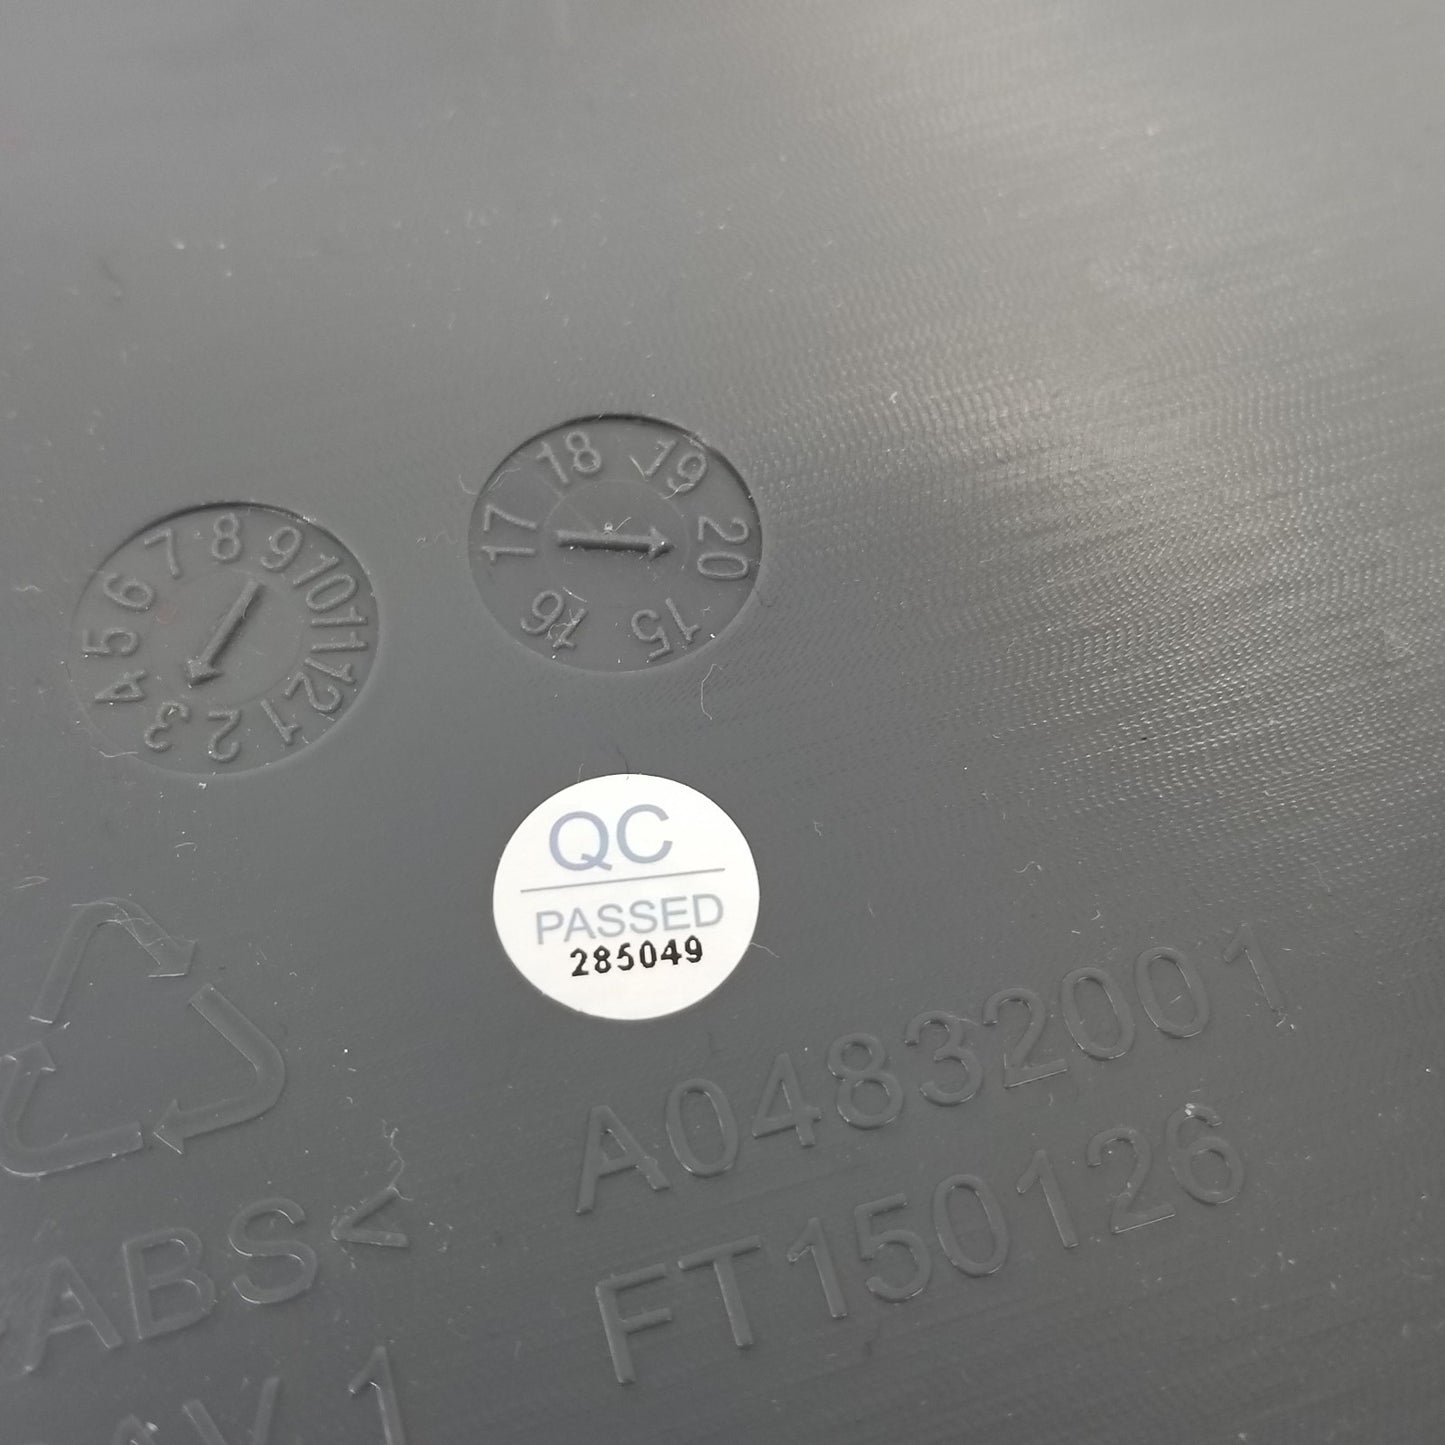 17 18 19 20 15 16
1 2 3 4 5 6 7 8 9 10 11 12
QC
PASSED
285049
A04832001
FT150126
ABS<